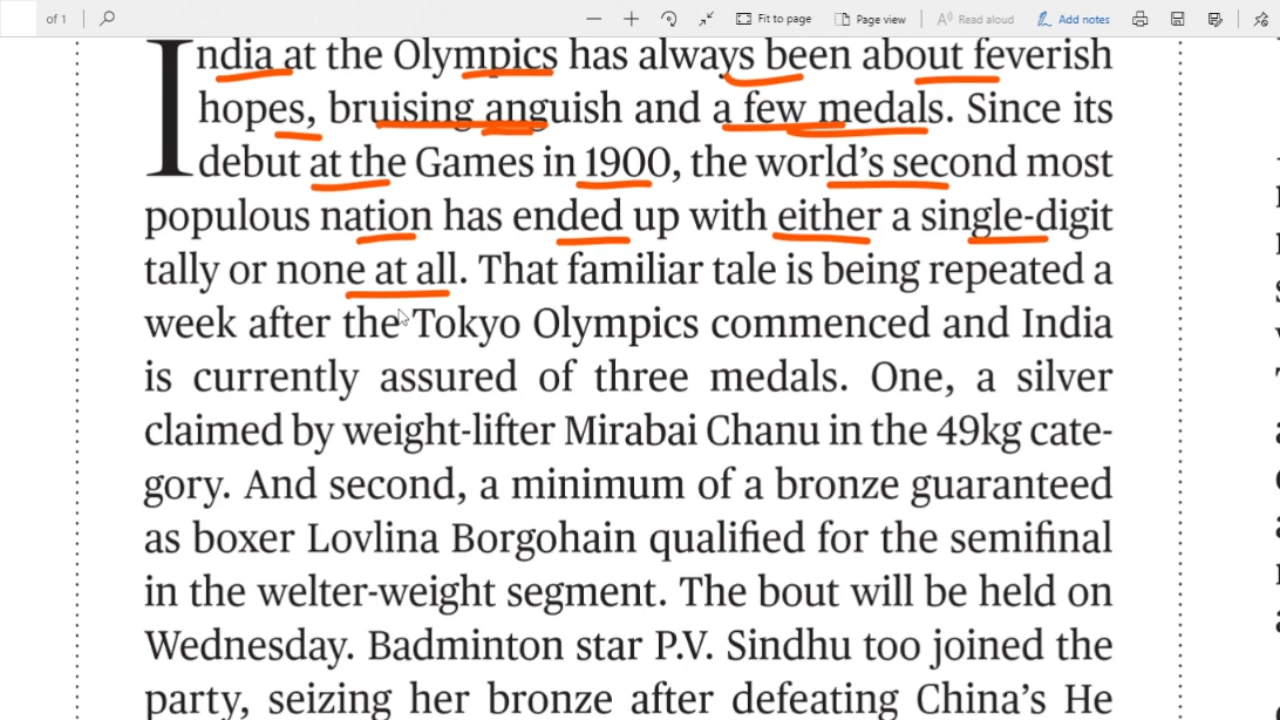 of 1
Fit to page
Page view
Read aloud
Add notes
India at the Olympics has always been about feverish
hopes, bruising anguish and a few medals. Since its
debut at the Games in 1900, the world's second most
populous nation has ended up with either a single-digit
tally or none at all. That familiar tale is being repeated a
week after the Tokyo Olympics commenced and India
is currently assured of three medals. One, a silver
claimed by weight-lifter Mirabai Chanu in the 49kg cate-
gory. And second, a minimum of a bronze guaranteed
as boxer Lovlina Borgohain qualified for the semifinal
in the welter-weight segment. The bout will be held on
Wednesday. Badminton star P.V. Sindhu too joined the
party, seizing her bronze after defeating China's He